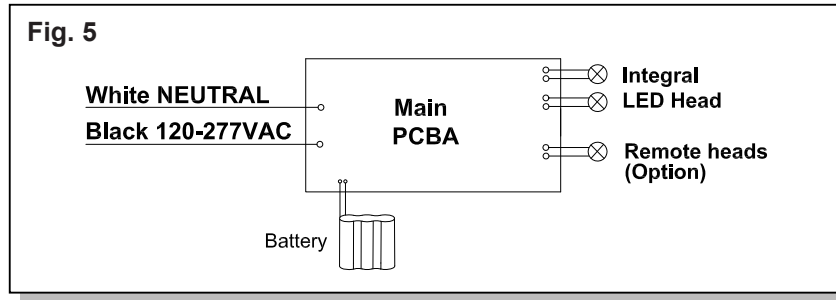 Fig. 5
White NEUTRAL
Black 120-277VAC
Main
PCBA
Integral
LED Head
Remote heads
(Option)
Battery